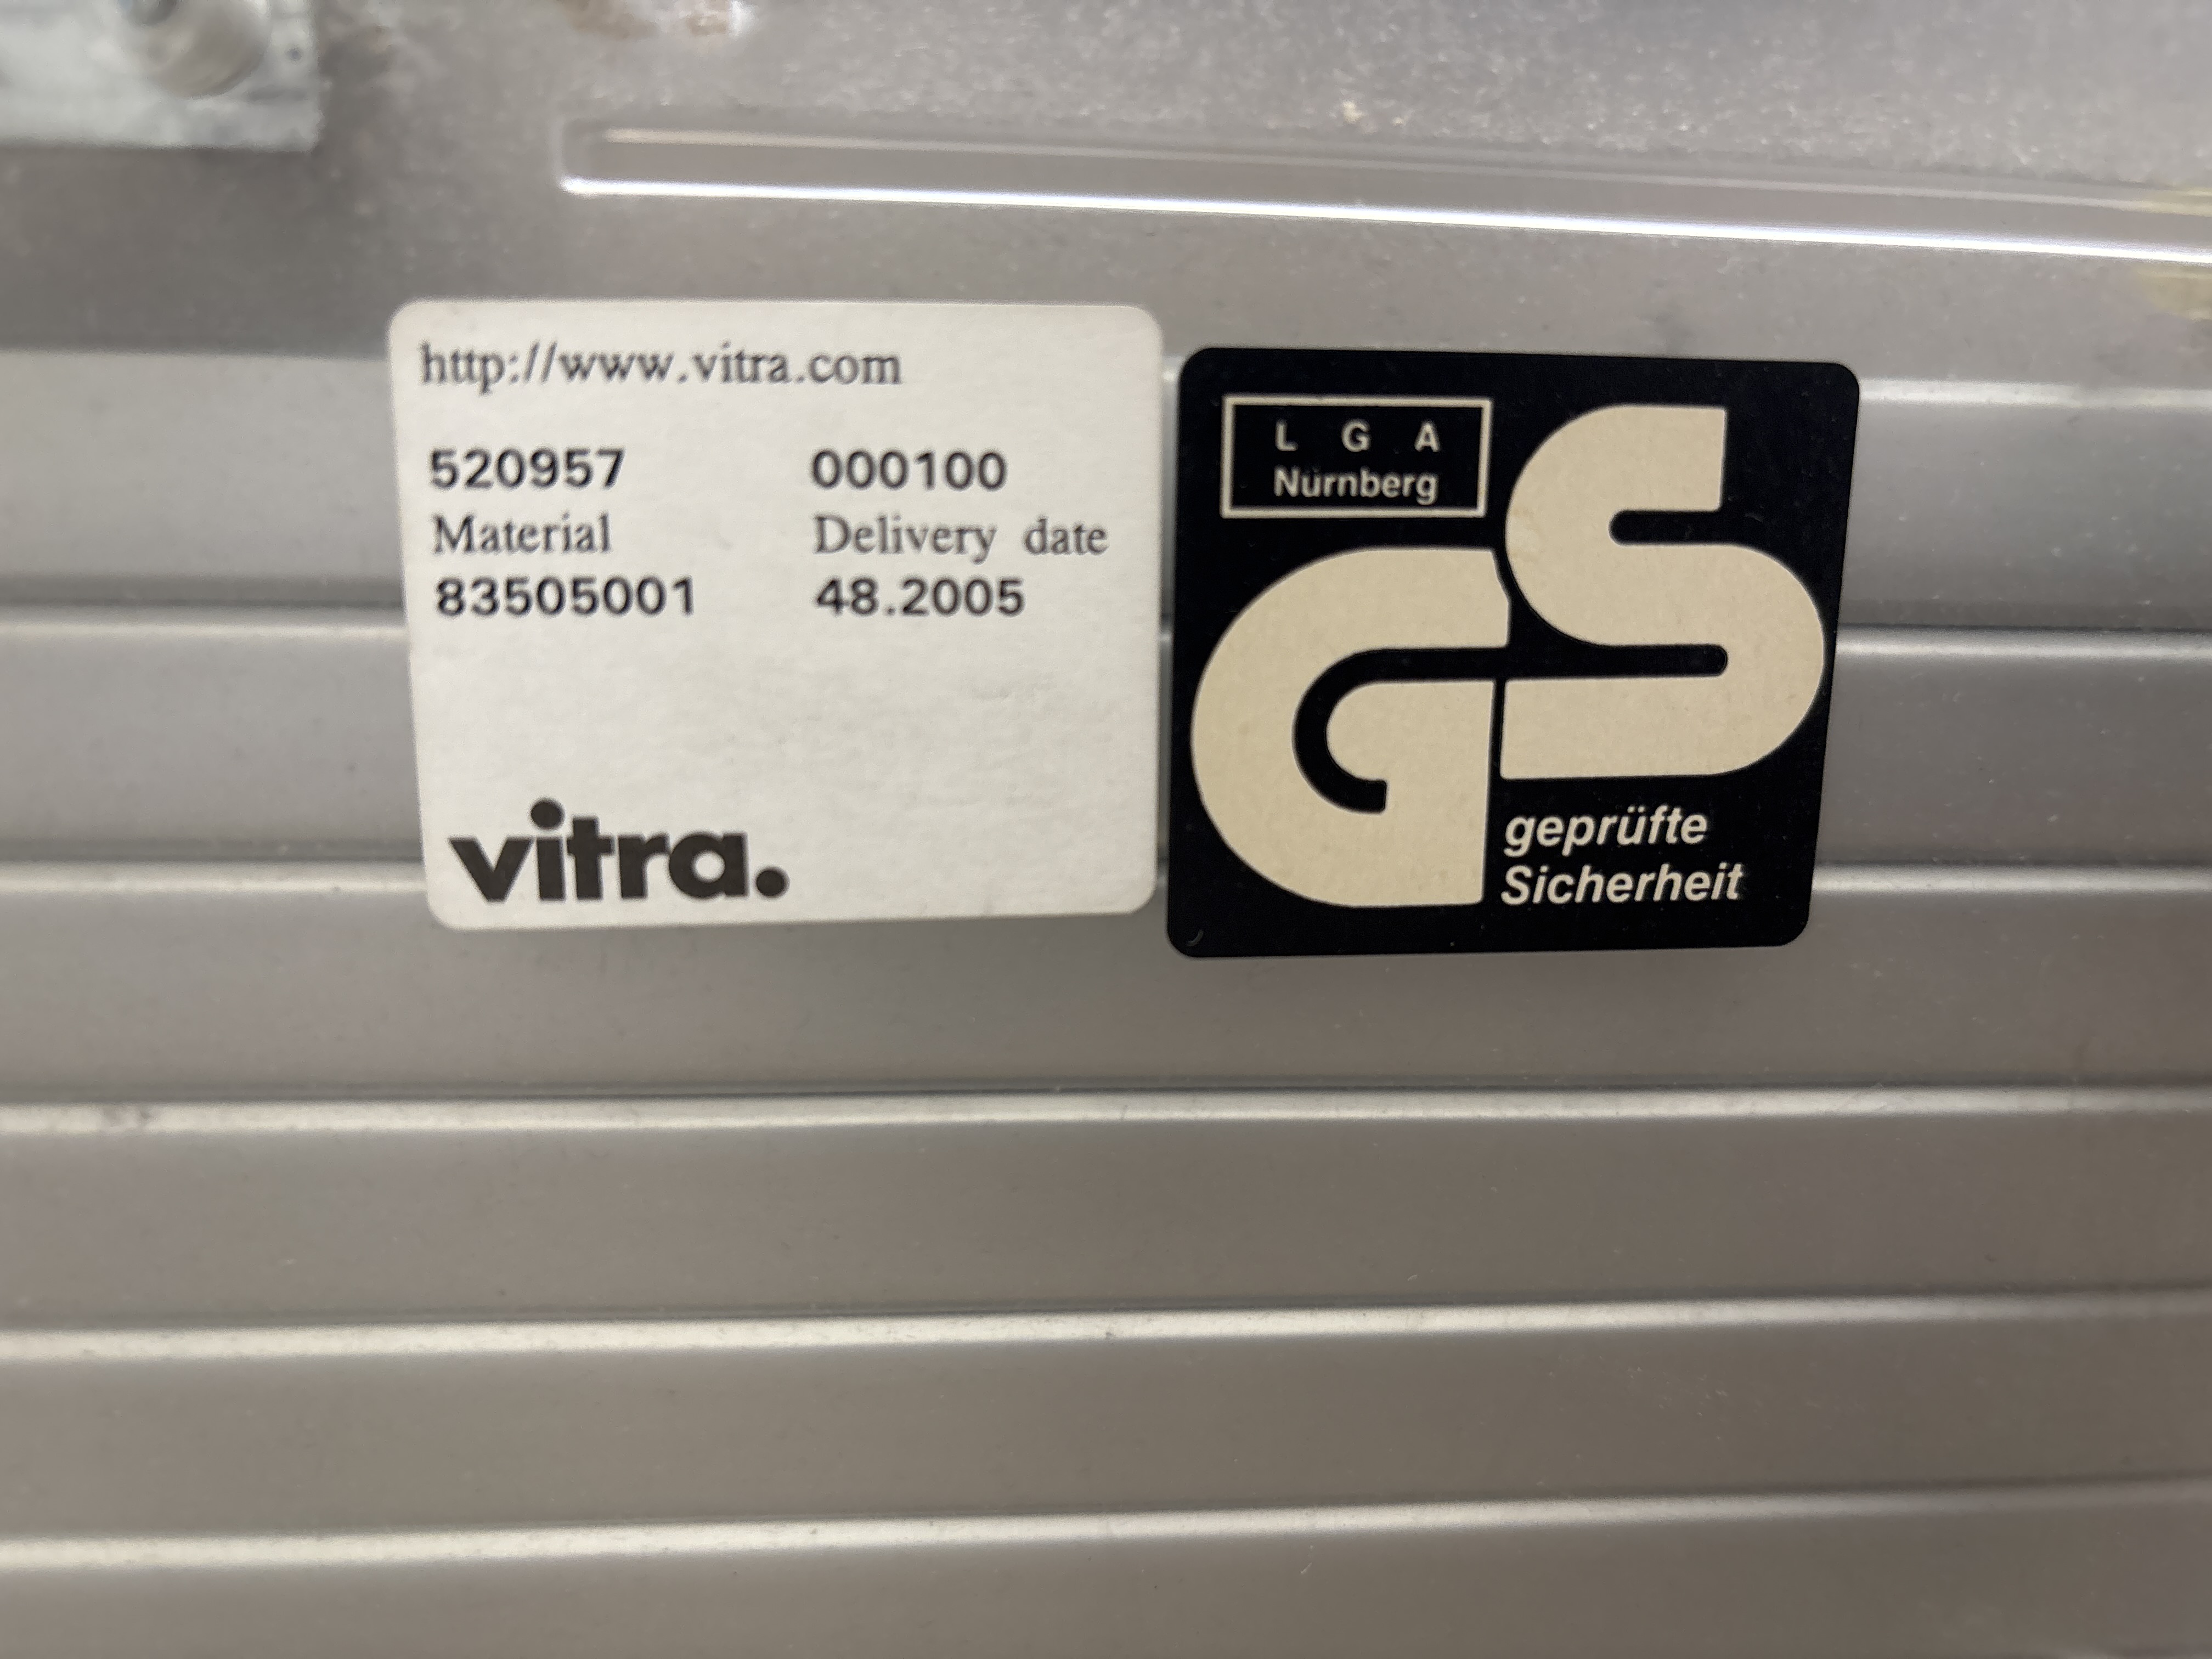 http://www.vitra.com
520957 000100
Material Delivery date
83505001 48.2005
vitra.
L G A
Nürnberg
GS
geprüfte
Sicherheit